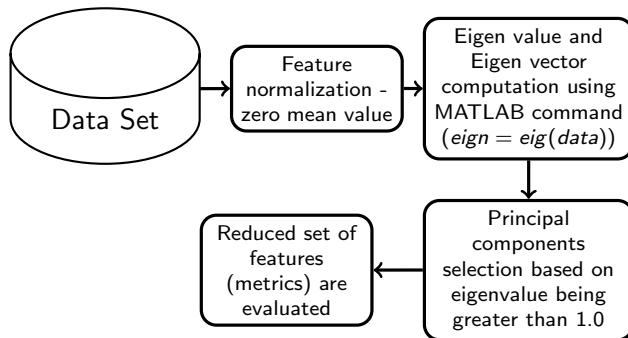 Data Set
Feature
normalization -
zero mean value
Eigen value and
Eigen vector
computation using
MATLAB command
(eign = eig(data))
Principal
components
selection based on
eigenvalue being
greater than 1.0
Reduced set of
features
(metrics) are
evaluated